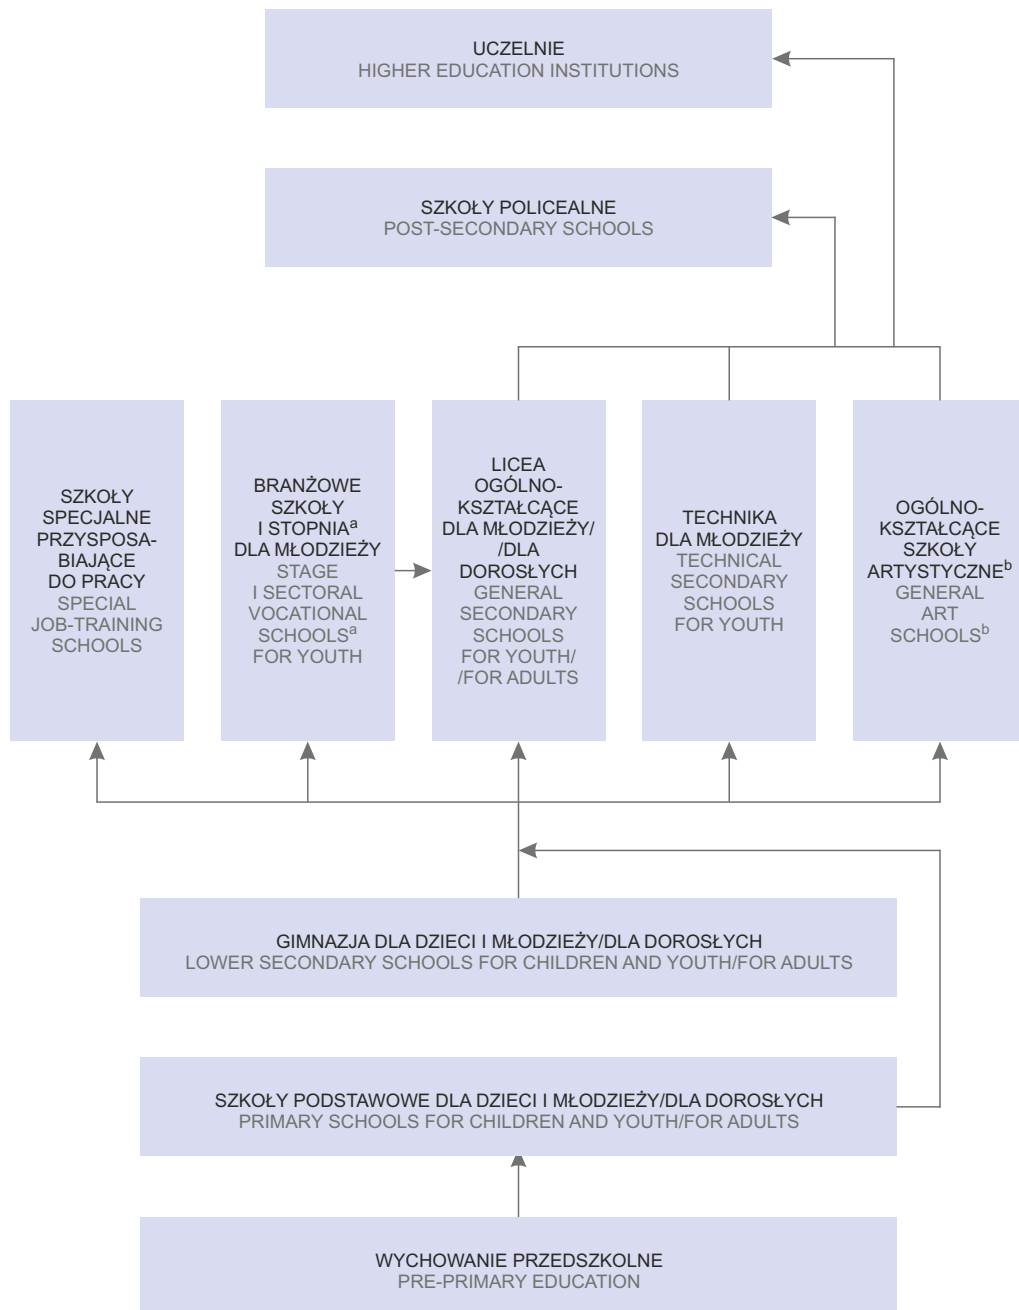 UCZELNIE
HIGHER EDUCATION INSTITUTIONS
SZKOŁY POLICEALNE
POST-SECONDARY SCHOOLS
SZKOŁY
SPECJALNE
PRZYSPOSA-
BIAJĄCE
DO PRACY
SPECIAL
JOB-TRAINING
SCHOOLS
BRANŻOWE
SZKOŁY
I STOPNIAa
DLA MŁODZIEŻY
STAGE
I SECTORAL
VOCATIONAL
SCHOOLSa
FOR YOUTH
LICEA
OGÓLNO-
KSZTAŁCĄCE
DLA MŁODZIEŻY/
/DLA
DOROSŁYCH
GENERAL
SECONDARY
SCHOOLS
FOR YOUTH/
/FOR ADULTS
TECHNIKA
DLA MŁODZIEŻY
TECHNICAL
SECONDARY
SCHOOLS
FOR YOUTH
OGÓLNO-
KSZTAŁCĄCE
SZKOŁY
ARTYSTYCZNEb
GENERAL
ART
SCHOOLSb
GIMNAZJA DLA DZIECI I MŁODZIEŻY/DLA DOROSŁYCH
LOWER SECONDARY SCHOOLS FOR CHILDREN AND YOUTH/FOR ADULTS
SZKOŁY PODSTAWOWE DLA DZIECI I MŁODZIEŻY/DLA DOROSŁYCH
PRIMARY SCHOOLS FOR CHILDREN AND YOUTH/FOR ADULTS
WYCHOWANIE PRZEDSZKOLNE
PRE-PRIMARY EDUCATION